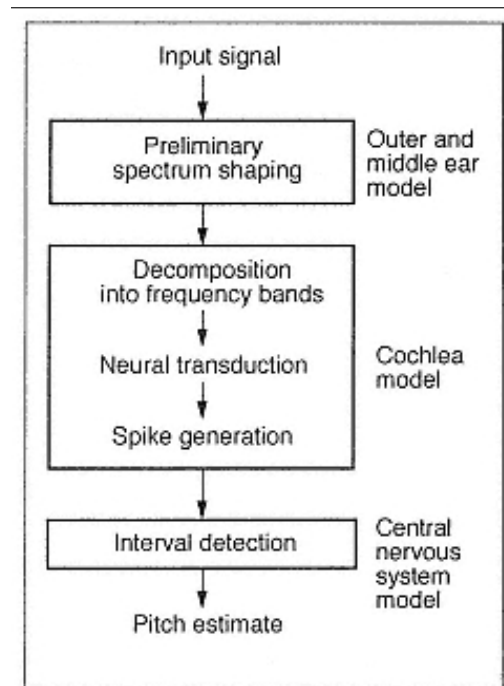 Input signal
Preliminary
spectrum shaping
Outer and
middle ear
model
Decomposition
into frequency bands
Neural transduction
Spike generation
Cochlea
model
Interval detection
Central
nervous
system
model
Pitch estimate